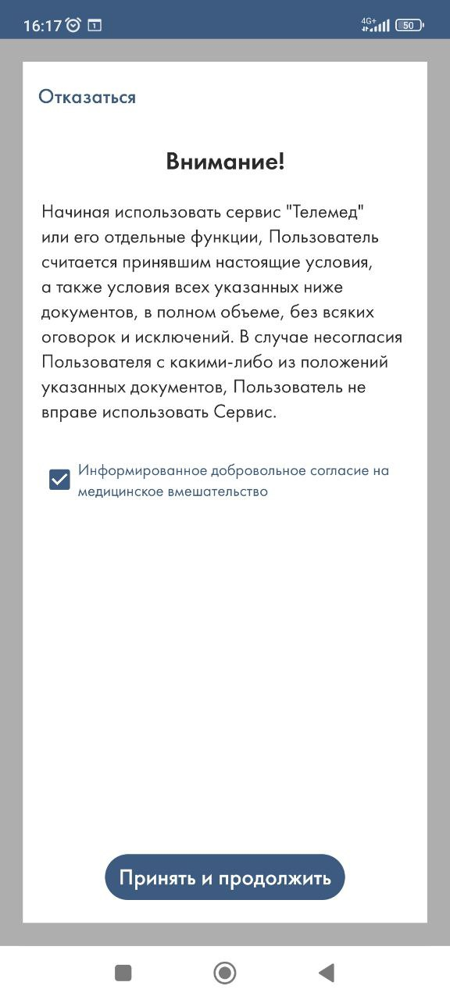 16:17
1
4G+
50
Отказаться
Внимание!
Начиная использовать сервис "Телемед"
или его отдельные функции, Пользователь
считается принявшим настоящие условия,
а также условия всех указанных ниже
документов, в полном объеме, без всяких
оговорок и исключений. В случае несогласия
Пользователя с какими-либо из положений
указанных документов, Пользователь не
вправе использовать Сервис.
Информированное добровольное согласие на
медицинское вмешательство
Принять и продолжить